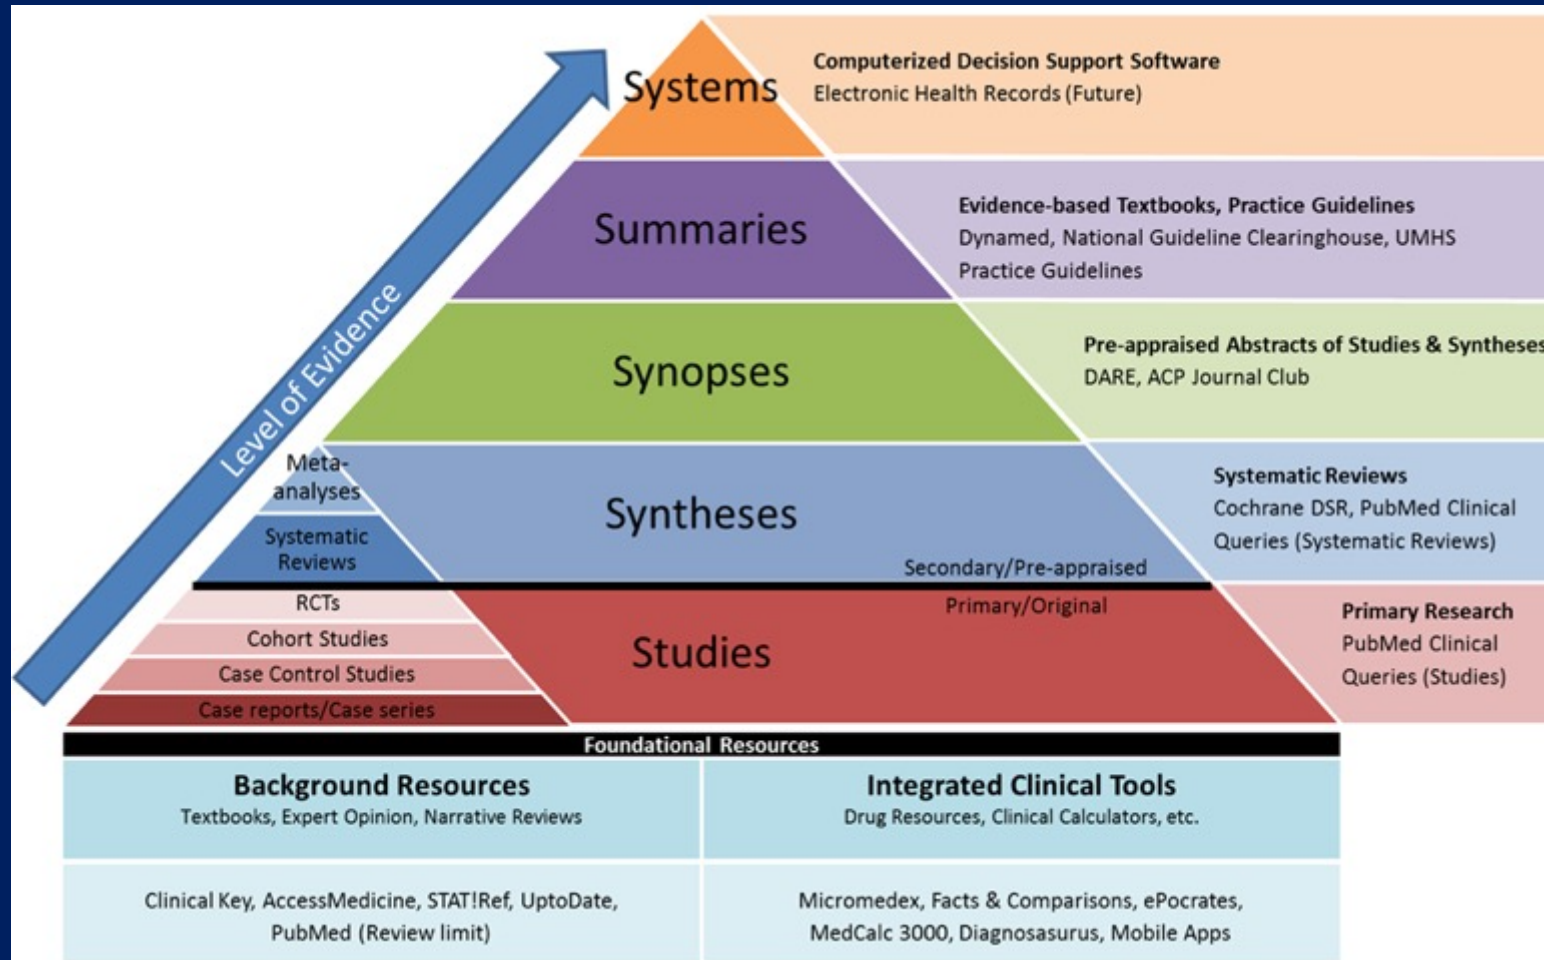 Systems
Computerized Decision Support Software
Electronic Health Records (Future)
Summaries
Evidence-based Textbooks, Practice Guidelines
Dynamed, National Guideline Clearinghouse, UMHS
Practice Guidelines
Level of Evidence
Synopses
Pre-appraised Abstracts of Studies & Syntheses
DARE, ACP Journal Club
Meta-
analyses
Systematic
Reviews
Syntheses
Secondary/Pre-appraised
Systematic Reviews
Cochrane DSR, PubMed Clinical
Queries (Systematic Reviews)
RCTs
Cohort Studies
Case Control Studies
Case reports/Case series
Primary/Original
Studies
Primary Research
PubMed Clinical
Queries (Studies)
Foundational Resources
Background Resources
Textbooks, Expert Opinion, Narrative Reviews
Integrated Clinical Tools
Drug Resources, Clinical Calculators, etc.
Clinical Key, AccessMedicine, STAT!Ref, UptoDate,
PubMed (Review limit)
Micromedex, Facts & Comparisons, ePocrates,
MedCalc 3000, Diagnosaurus, Mobile Apps